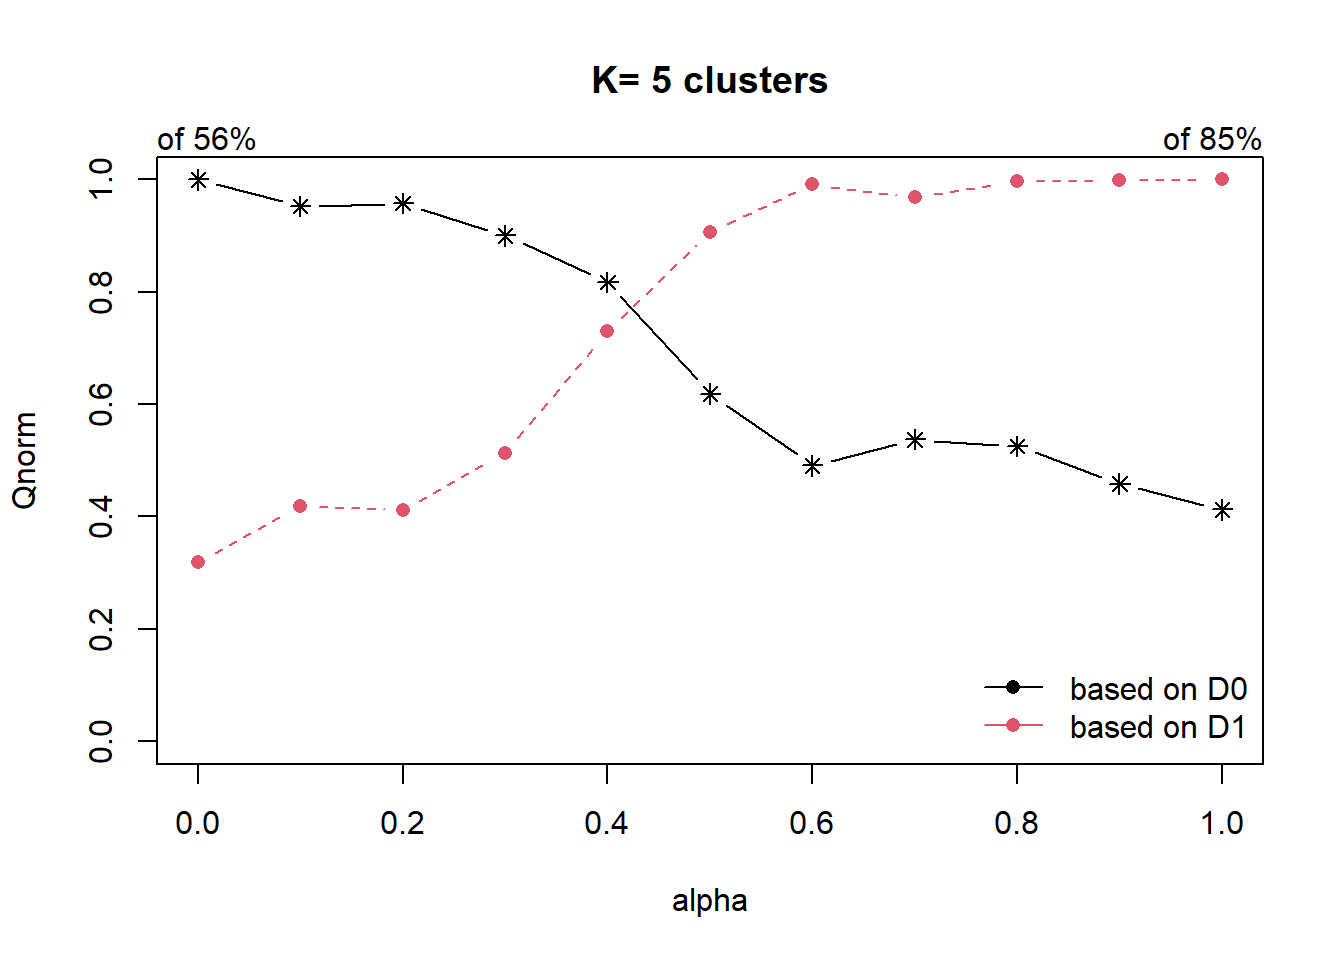 K= 5 clusters
of 56%
of 85%
Qnorm
1.0
0.8
0.6
0.4
0.2
0.0
based on D0
based on D1
0.0 0.2 0.4 0.6 0.8 1.0
alpha